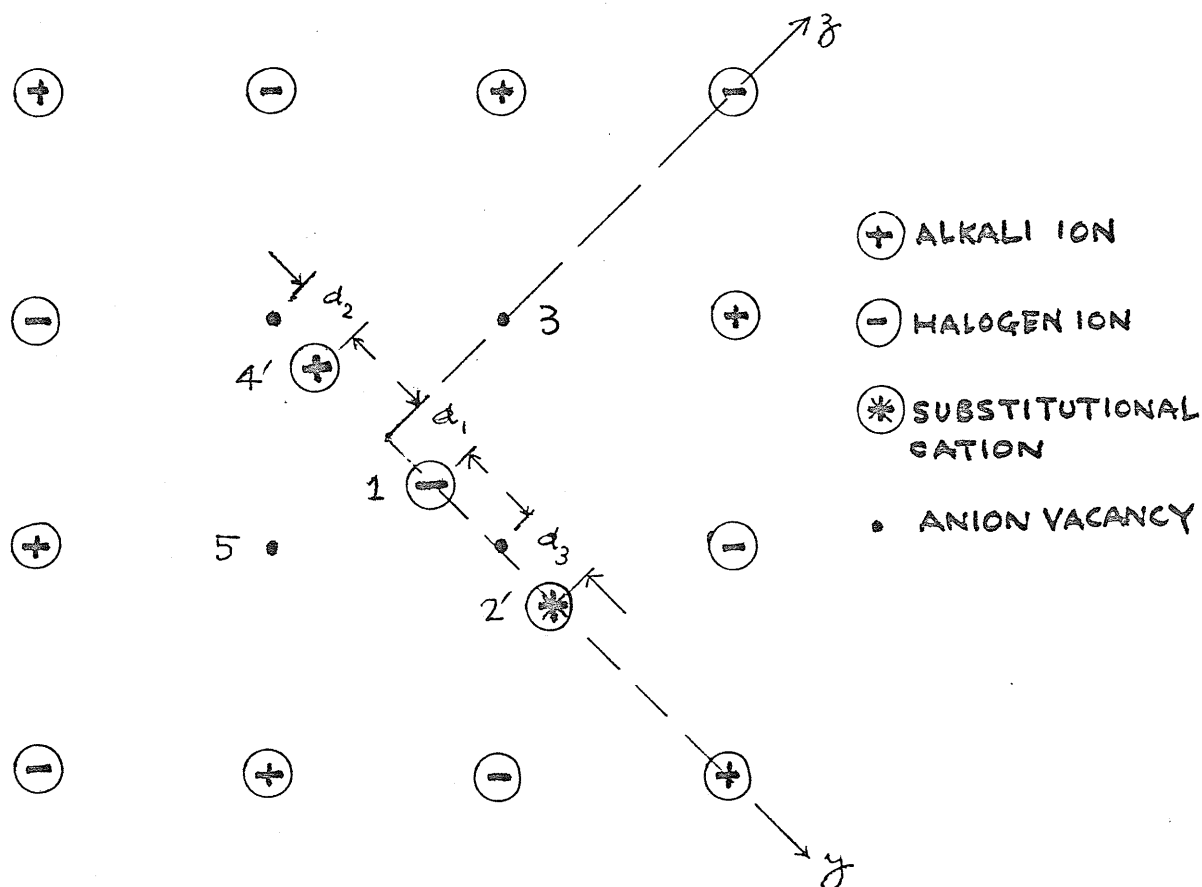 z
+ - + -
+ ALKALI ION
d₂
- 3 +
- HALOGEN ION
4' +
* SUBSTITUTIONAL
CATION
d₁
1 -
• ANION VACANCY
+ 5 d₃ -
2' *
- + - +
y